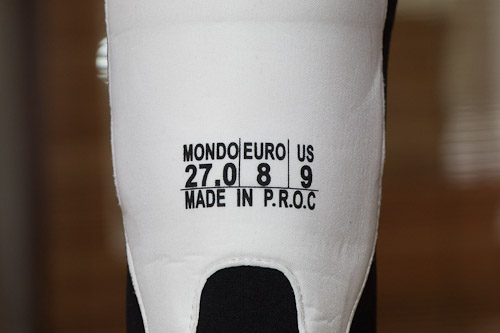 MONDO EURO US
27.0 8 9
MADE IN P.R.O.C